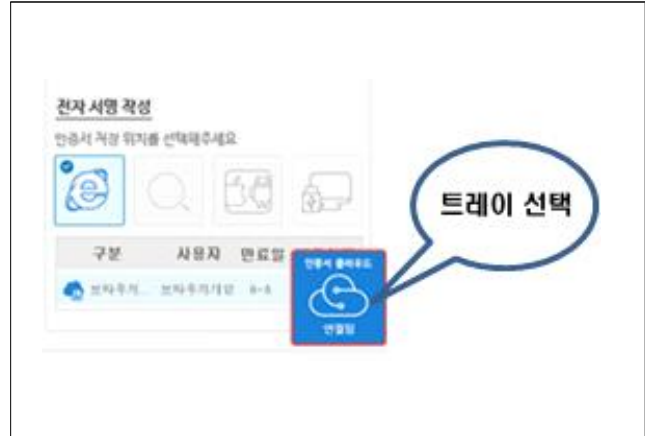 전자 서명 작성
인증서 저장 위치를 선택해주세요
트레이 선택
구분 사용자 만료일
인증서 클라우드
연결됨